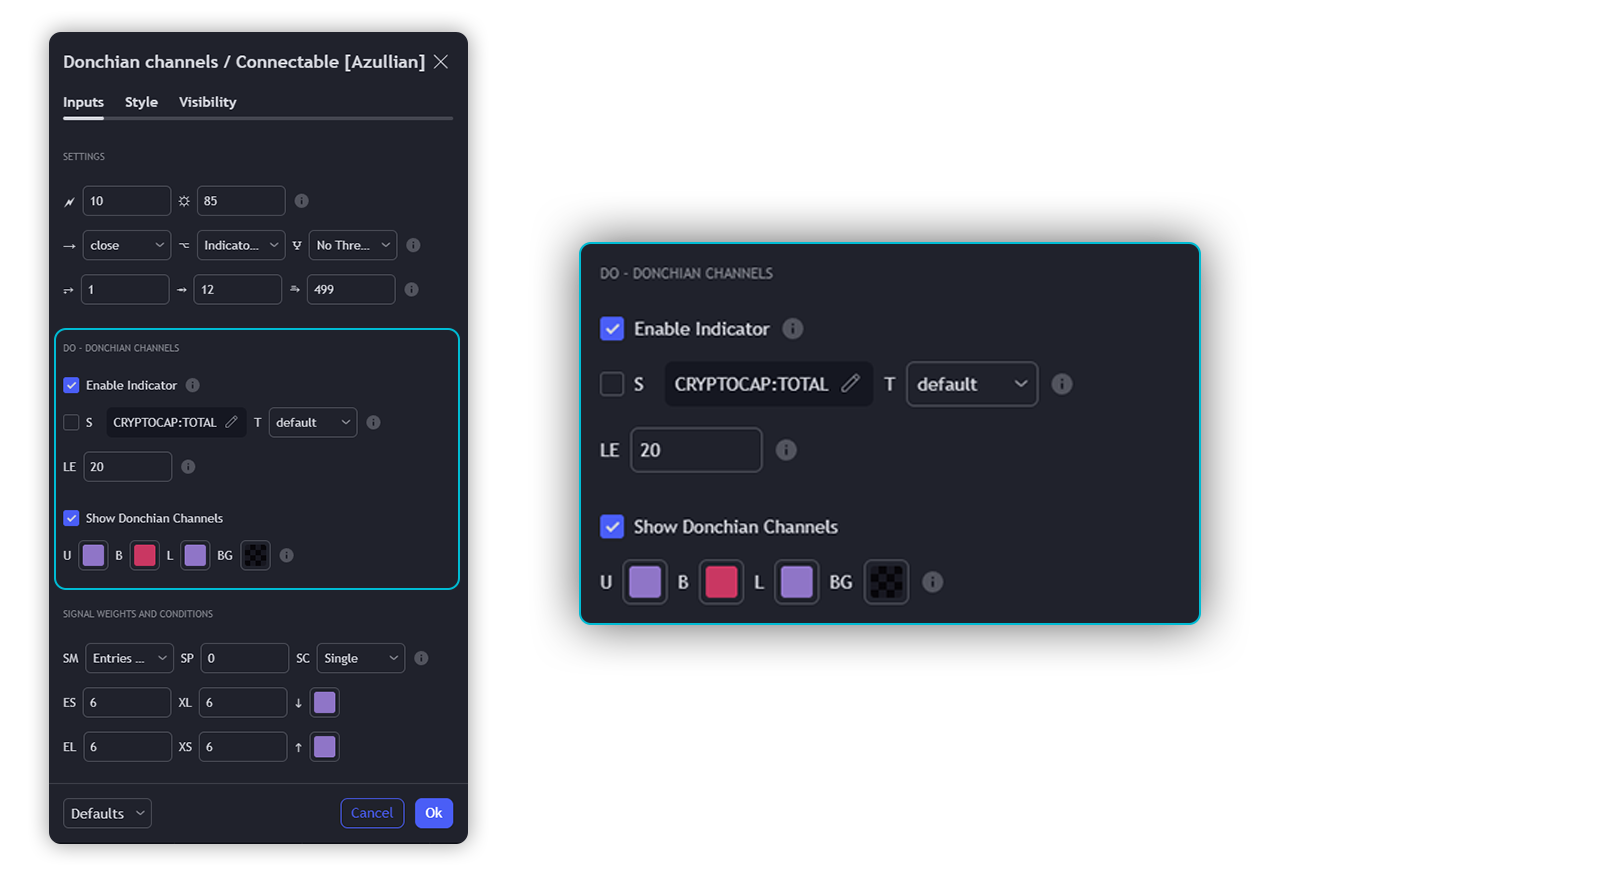 Donchian channels / Connectable [Azullian]
Inputs Style Visibility
SETTINGS
10 85
close Indicato... No Thre...
1 12 499
DO - DONCHIAN CHANNELS
Enable Indicator
S CRYPTOCAP:TOTAL T default
LE 20
Show Donchian Channels
U B L BG
SIGNAL WEIGHTS AND CONDITIONS
SM Entries ... SP 0 SC Single
ES 6 XL 6
EL 6 XS 6
Defaults Cancel Ok
DO - DONCHIAN CHANNELS
Enable Indicator
S CRYPTOCAP:TOTAL T default
LE 20
Show Donchian Channels
U B L BG